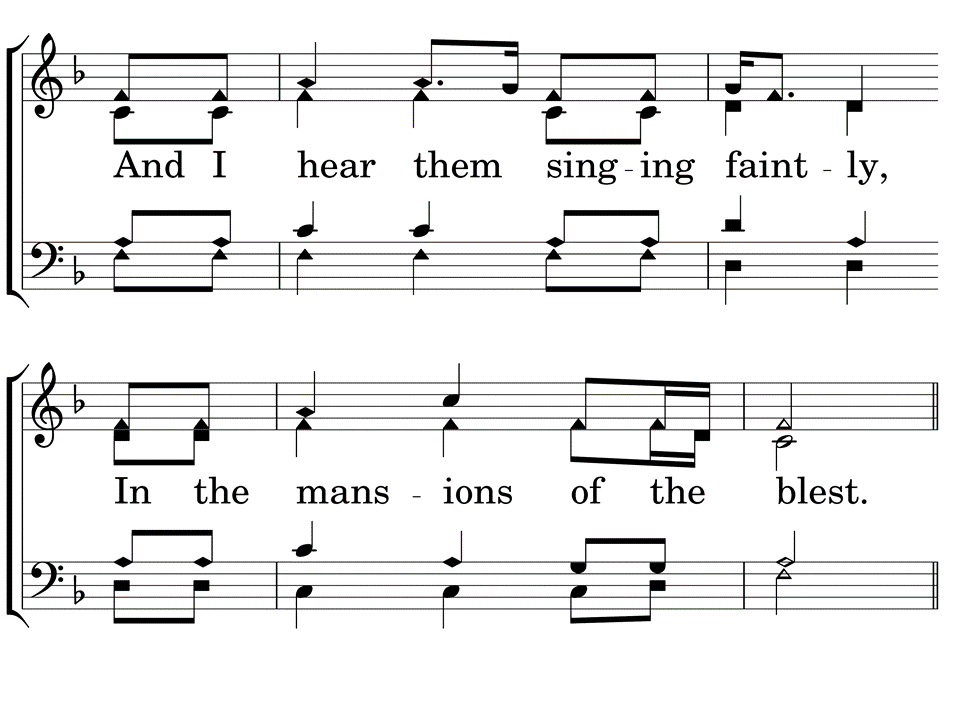 And I hear them sing - ing faint - ly,
In the mans - ions of the blest.